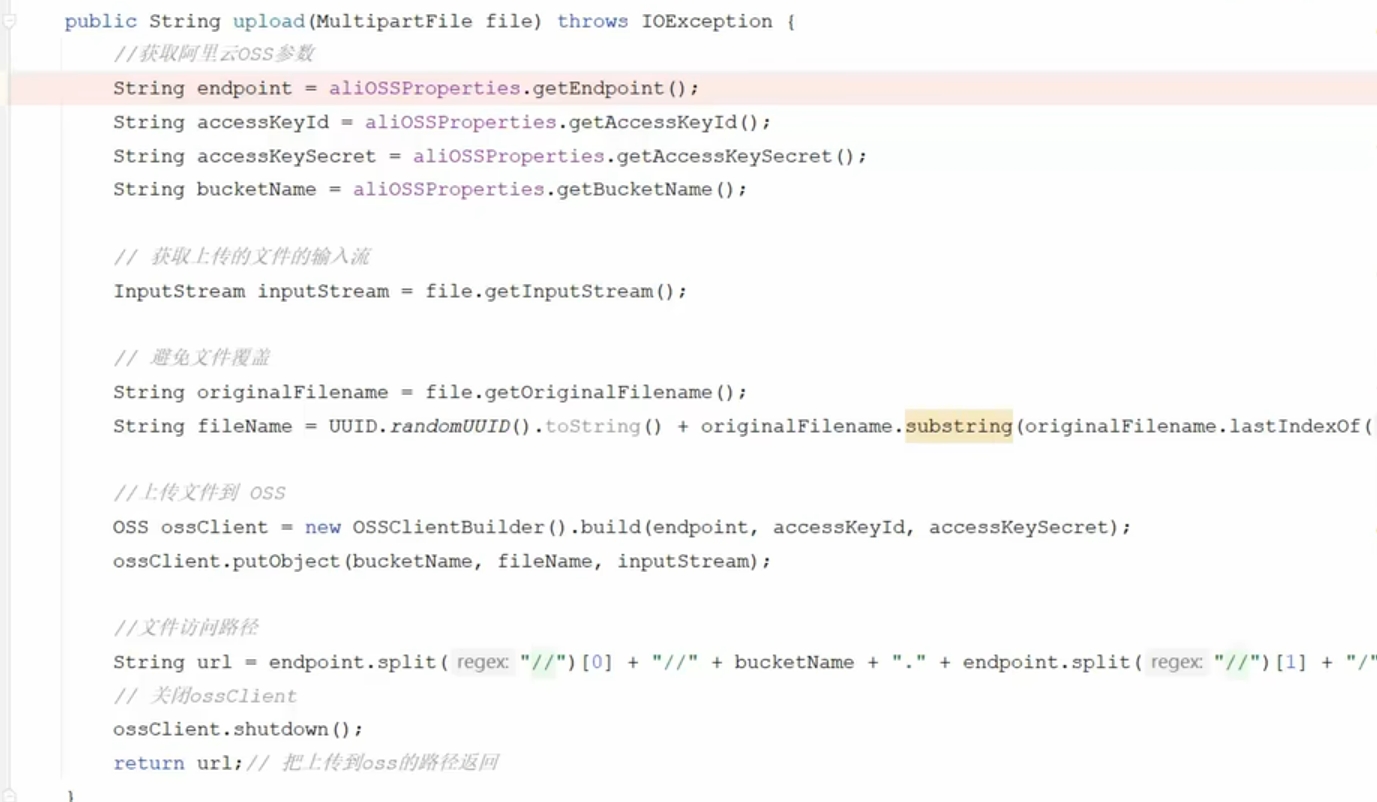 public String upload(MultipartFile file) throws IOException {
//获取阿里云OSS参数
String endpoint = aliOSSProperties.getEndpoint();
String accessKeyId = aliOSSProperties.getAccessKeyId();
String accessKeySecret = aliOSSProperties.getAccessKeySecret();
String bucketName = aliOSSProperties.getBucketName();
// 获取上传的文件的输入流
InputStream inputStream = file.getInputStream();
// 避免文件覆盖
String originalFilename = file.getOriginalFilename();
String fileName = UUID.randomUUID().toString() + originalFilename.substring(originalFilename.lastIndexOf(
//上传文件到 OSS
OSS ossClient = new OSSClientBuilder().build(endpoint, accessKeyId, accessKeySecret);
ossClient.putObject(bucketName, fileName, inputStream);
//文件访问路径
String url = endpoint.split( regex: "//")[0] + "//" + bucketName + "." + endpoint.split( regex: "//")[1] + "/"
// 关闭ossClient
ossClient.shutdown();
return url;// 把上传到oss的路径返回
}